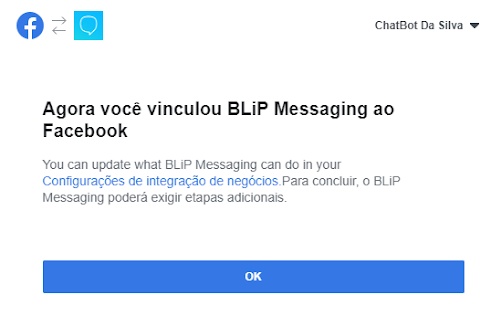 ChatBot Da Silva
Agora você vinculou BLiP Messaging ao
Facebook
You can update what BLiP Messaging can do in your
Configurações de integração de negócios.Para concluir, o BLiP
Messaging poderá exigir etapas adicionais.
OK